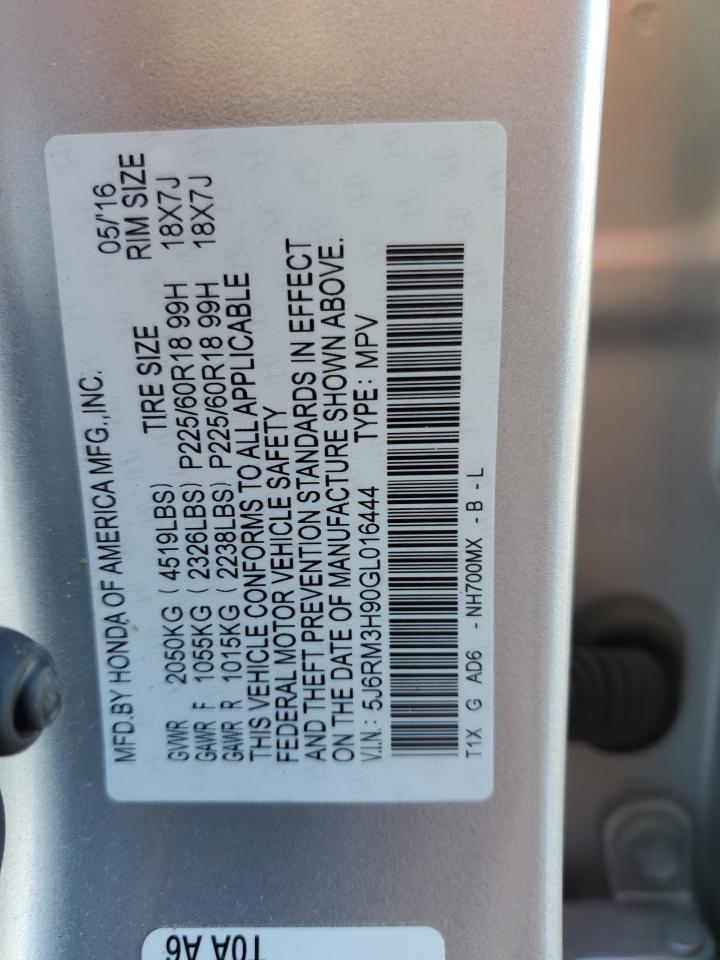 MFD.BY HONDA OF AMERICA MFG.,INC. 05/'16
TIRE SIZE RIM SIZE
GVWR 2050KG ( 4519LBS)
GAWR F 1055KG ( 2326LBS) P225/60R18 99H 18X7J
GAWR R 1015KG ( 2238LBS) P225/60R18 99H 18X7J
THIS VEHICLE CONFORMS TO ALL APPLICABLE
FEDERAL MOTOR VEHICLE SAFETY
AND THEFT PREVENTION STANDARDS IN EFFECT
ON THE DATE OF MANUFACTURE SHOWN ABOVE.
V.I.N.: 5J6RM3H90GL016444 TYPE: MPV
T1X G AD6 -NH700MX -B-L
T0A A6